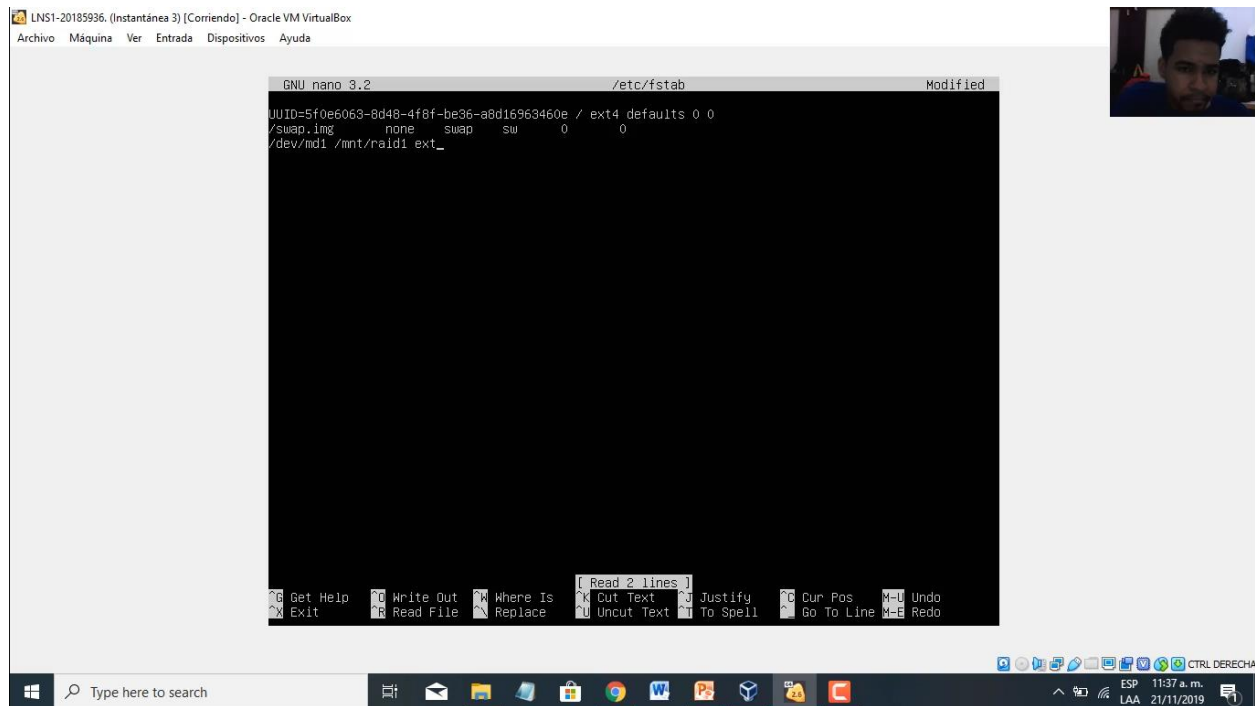 LNS1-20185936. (Instantánea 3) [Corriendo] - Oracle VM VirtualBox
Archivo Máquina Ver Entrada Dispositivos Ayuda
GNU nano 3.2 /etc/fstab Modified
UUID=5f0e6063-8d48-4f8f-be36-a8d16963460e / ext4 defaults 0 0
/swap.img none swap sw 0 0
/dev/md1 /mnt/raid1 ext_
[ Read 2 lines ]
^G Get Help ^O Write Out ^W Where Is ^K Cut Text ^J Justify ^C Cur Pos M-U Undo
^X Exit ^R Read File ^\ Replace ^U Uncut Text ^T To Spell ^_ Go To Line M-E Redo
CTRL DERECHA
Type here to search
ESP 11:37 a. m.
LAA 21/11/2019